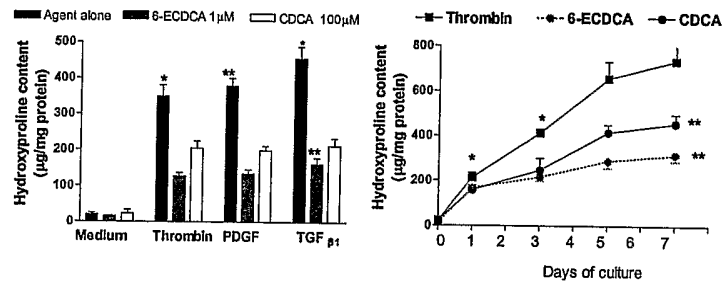 Agent alone 6-ECDCA 1µM CDCA 100µM
Hydroxyproline content
(µg/mg protein)
500
400
300
200
100
0
*
**
*
**
Medium Thrombin PDGF TGF β1
Thrombin 6-ECDCA CDCA
Hydroxyproline content
(µg/mg protein)
800
600
400
200
0
*
*
**
**
0 1 2 3 4 5 6 7
Days of culture